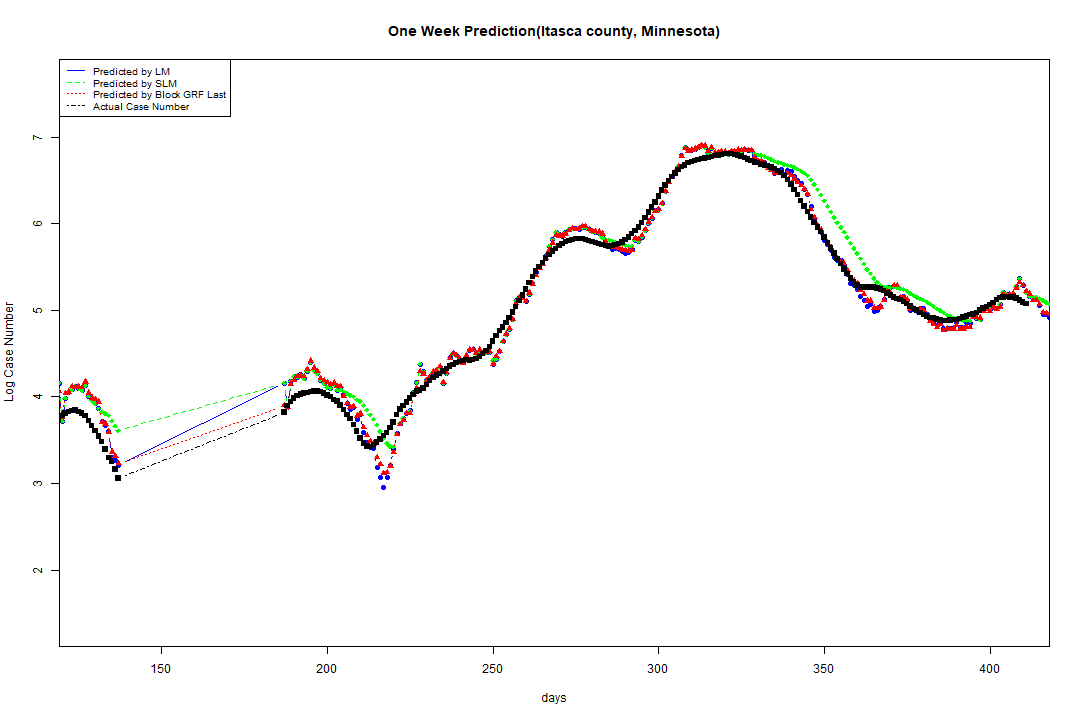 One Week Prediction(Itasca county, Minnesota)
Predicted by LM
Predicted by SLM
Predicted by Block GRF Last
Actual Case Number
7
6
5
4
3
2
Log Case Number
150 200 250 300 350 400
days